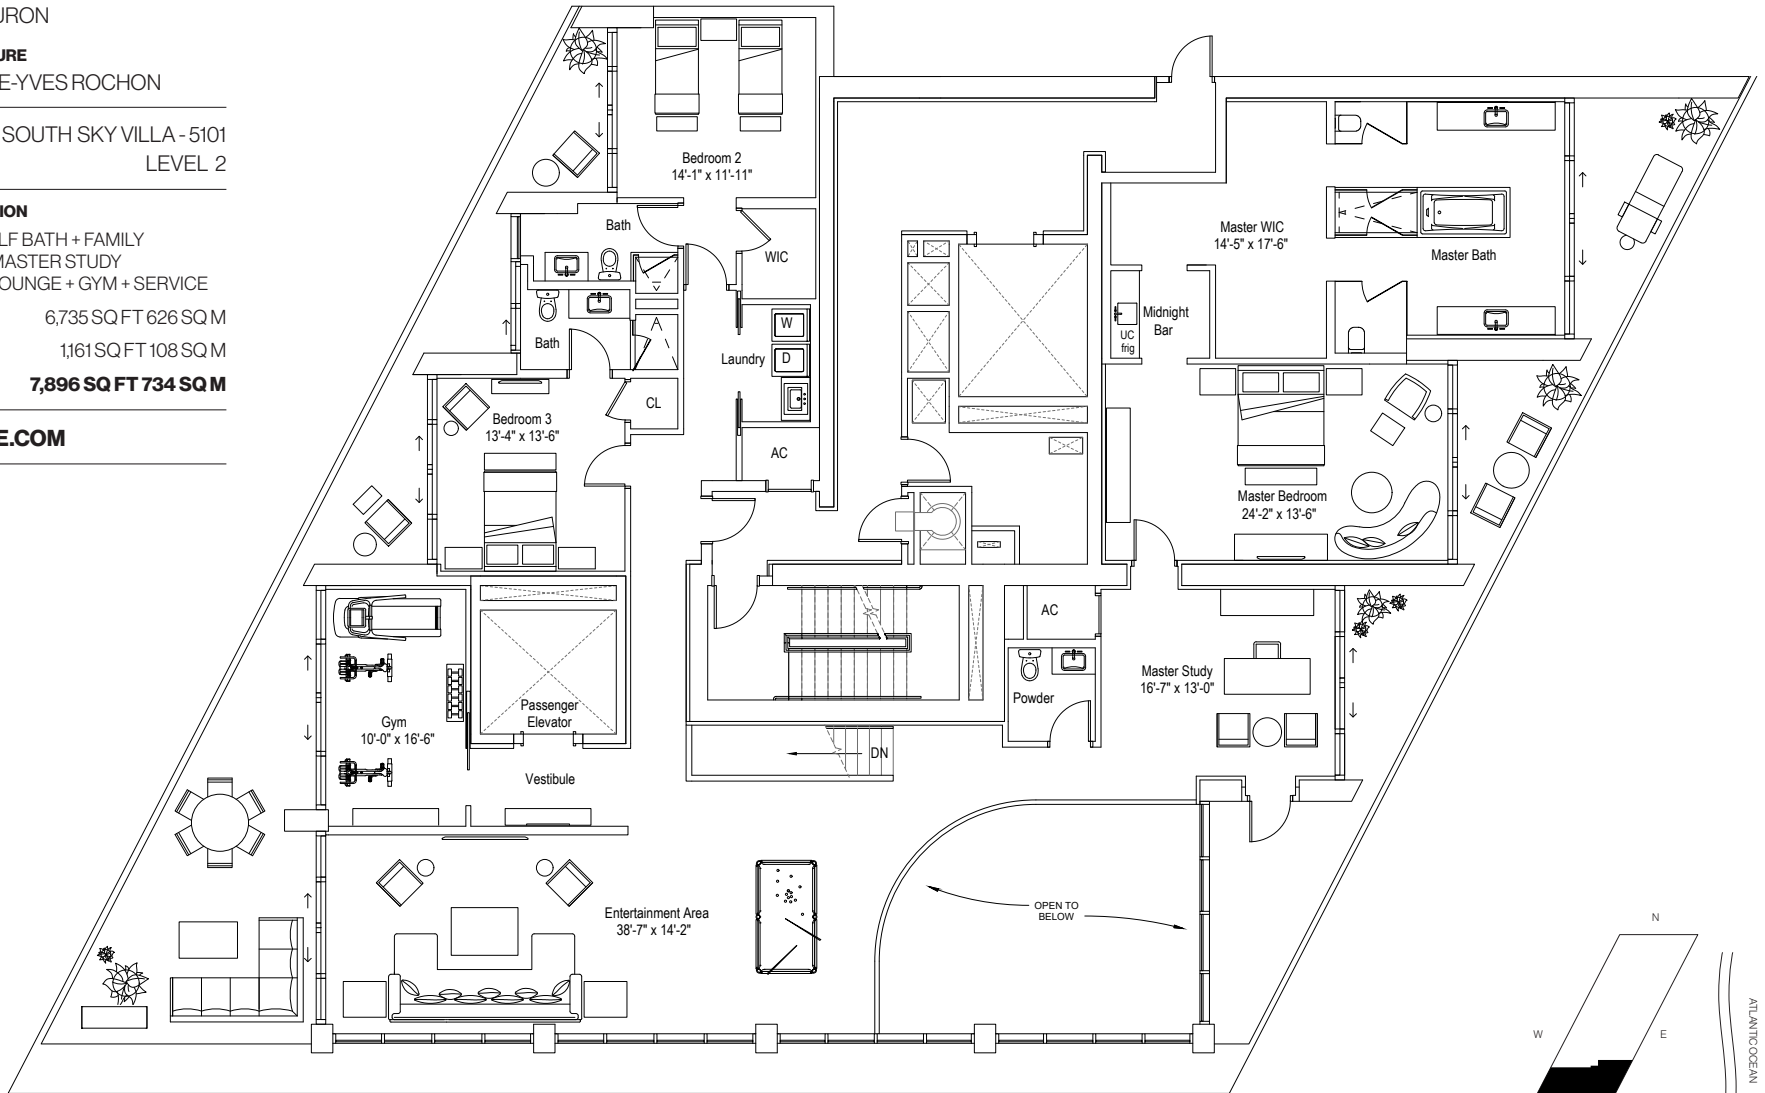 URON
URE
E-YVES ROCHON
SOUTH SKY VILLA - 5101
LEVEL 2
ION
LF BATH + FAMILY
MASTER STUDY
OUNGE + GYM + SERVICE
6,735 SQ FT 626 SQ M
1,161 SQ FT 108 SQ M
7,896 SQ FT 734 SQ M
E.COM
Bedroom 2
14'-1" x 11'-11"
Bath
WIC
Bath
W
D
Laundry
CL
Bedroom 3
13'-4" x 13'-6"
AC
Master WIC
14'-5" x 17'-6"
Master Bath
Midnight
Bar
UC
frig
Master Bedroom
24'-2" x 13'-6"
AC
Powder
Master Study
16'-7" x 13'-0"
Passenger
Elevator
Gym
10'-0" x 16'-6"
Vestibule
DN
Entertainment Area
38'-7" x 14'-2"
OPEN TO
BELOW
N
W
E
ATLANTIC OCEAN